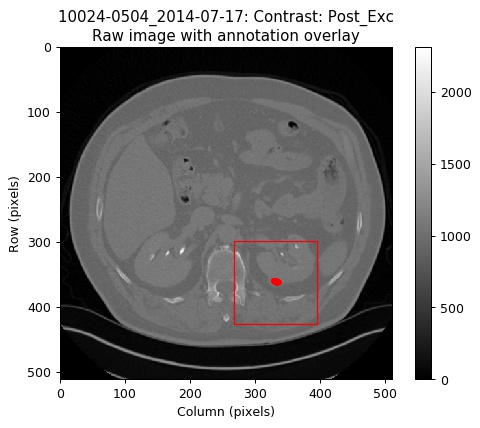 10024-0504_2014-07-17: Contrast: Post_Exc
Raw image with annotation overlay
0
100
200
300
400
500
Row (pixels)
0 100 200 300 400 500
Column (pixels)
2000
1500
1000
500
0